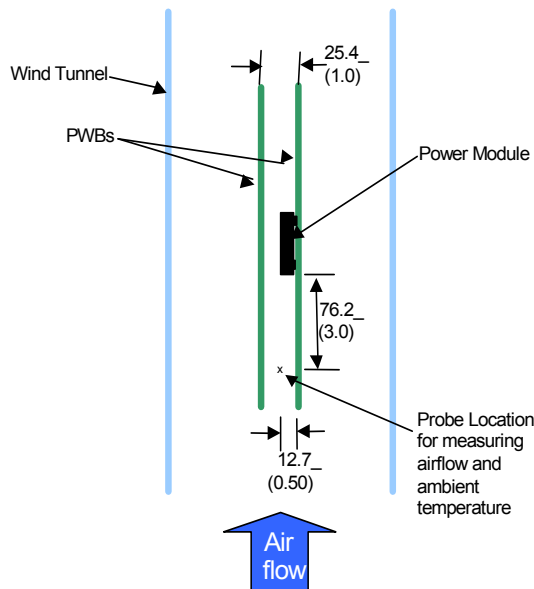 25.4_
(1.0)
Wind Tunnel
PWBs
Power Module
76.2_
(3.0)
x
Probe Location
for measuring
airflow and
ambient
temperature
12.7_
(0.50)
Air
flow